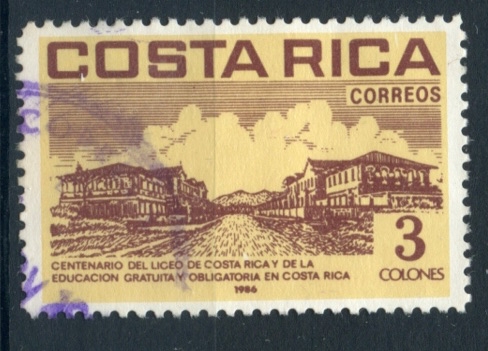 COSTA RICA
CORREOS
3
COLONES
CENTENARIO DEL LICEO DE COSTA RICA Y DE LA
EDUCACION GRATUITA Y OBLIGATORIA EN COSTA RICA
1986